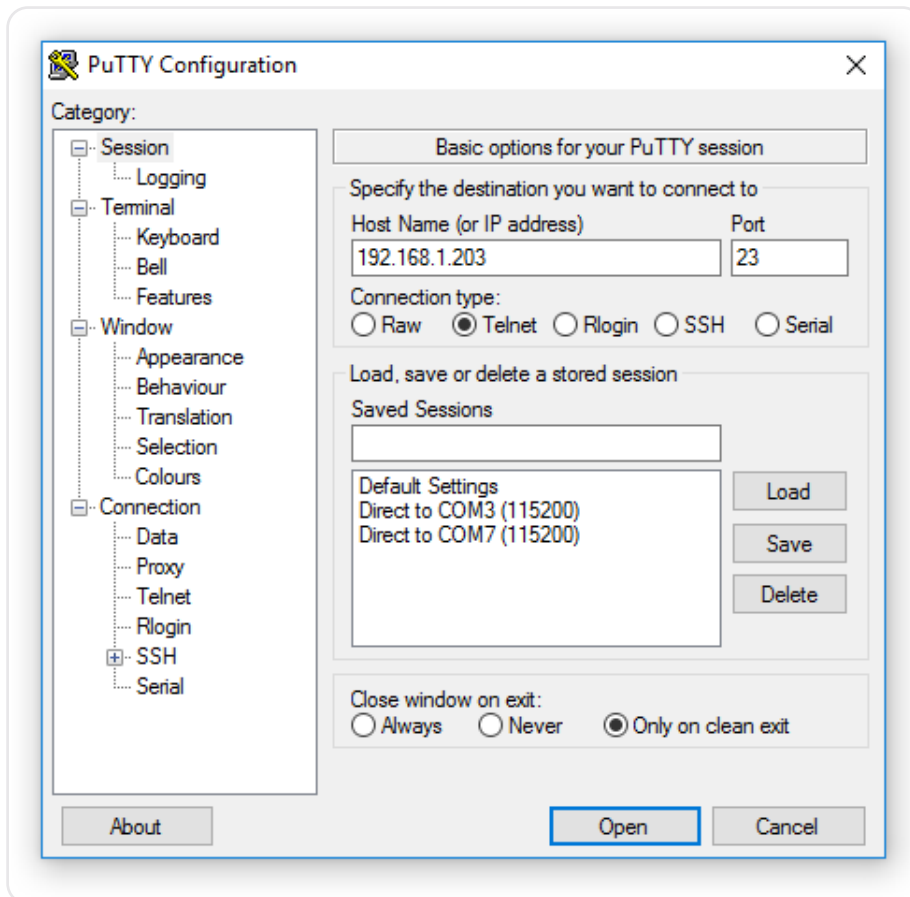 PuTTY Configuration
Category:
Session
Logging
Terminal
Keyboard
Bell
Features
Window
Appearance
Behaviour
Translation
Selection
Colours
Connection
Data
Proxy
Telnet
Rlogin
SSH
Serial
Basic options for your PuTTY session
Specify the destination you want to connect to
Host Name (or IP address) Port
192.168.1.203 23
Connection type:
Raw Telnet Rlogin SSH Serial
Load, save or delete a stored session
Saved Sessions
Default Settings
Direct to COM3 (115200)
Direct to COM7 (115200)
Load
Save
Delete
Close window on exit:
Always Never Only on clean exit
About Open Cancel